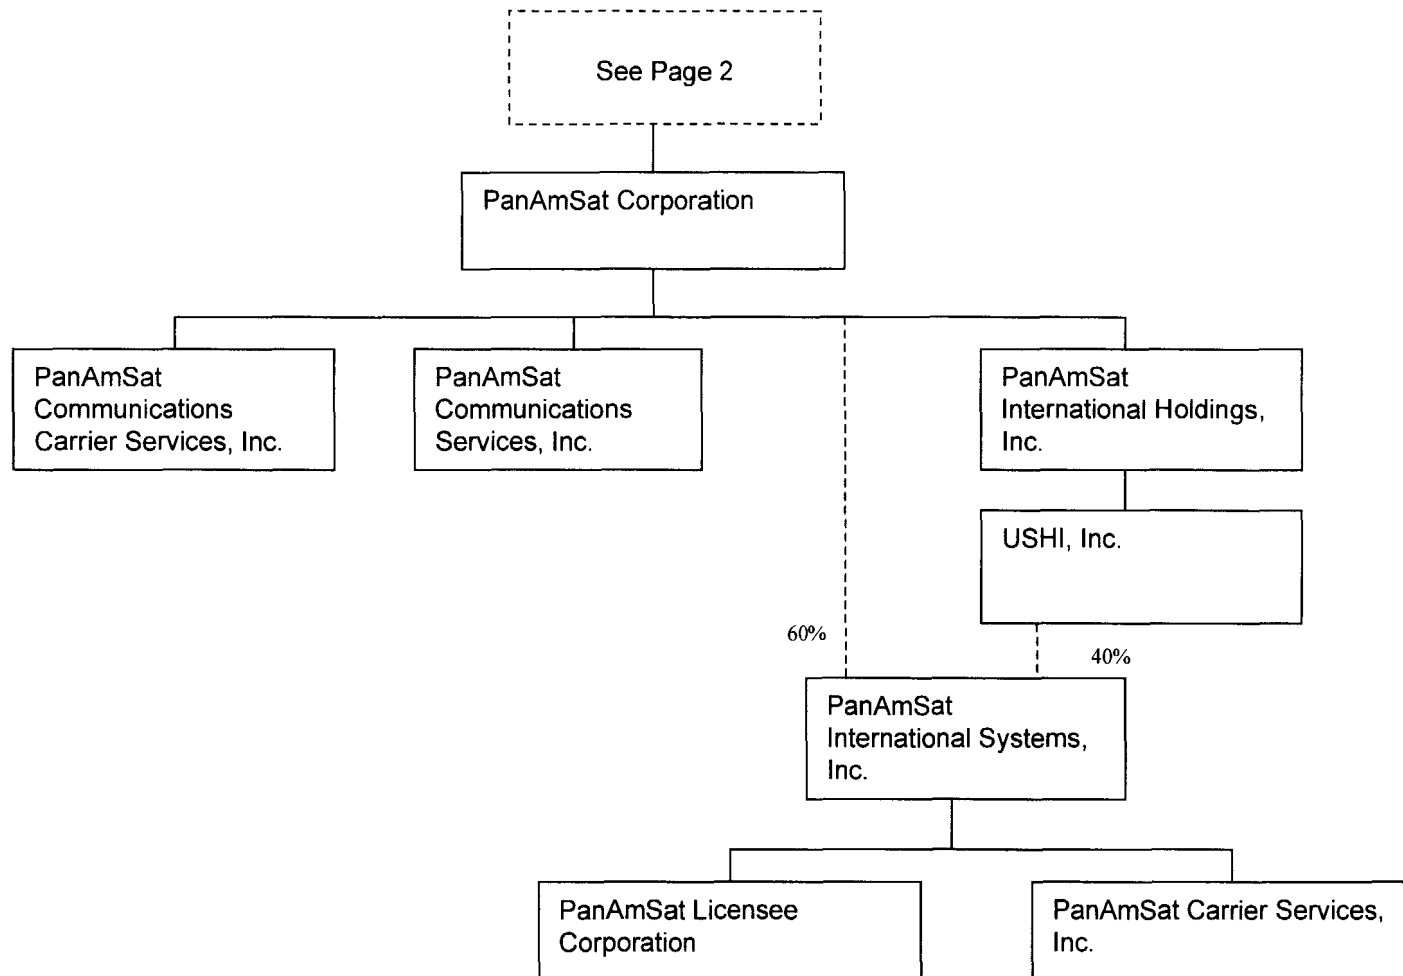 See Page 2
PanAmSat Corporation
PanAmSat
Communications
Carrier Services, Inc.
PanAmSat
Communications
Services, Inc.
PanAmSat
International Holdings,
Inc.
USHI, Inc.
60%
40%
PanAmSat
International Systems,
Inc.
PanAmSat Licensee
Corporation
PanAmSat Carrier Services,
Inc.